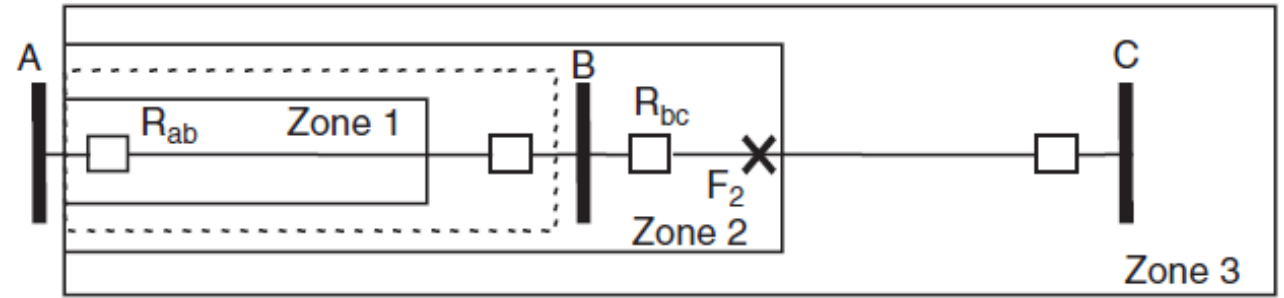 A
B
C
R_ab
Zone 1
R_bc
F_2
Zone 2
Zone 3